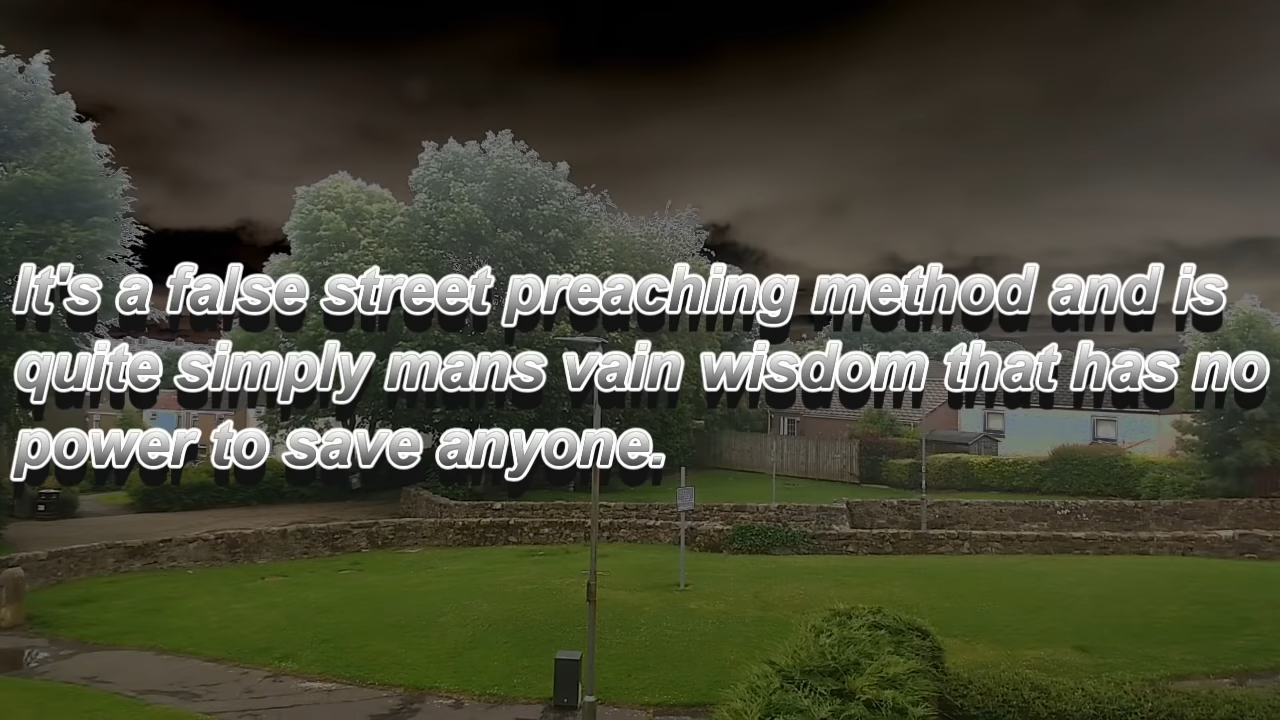 It's a false street preaching method and is
quite simply mans vain wisdom that has no
power to save anyone.